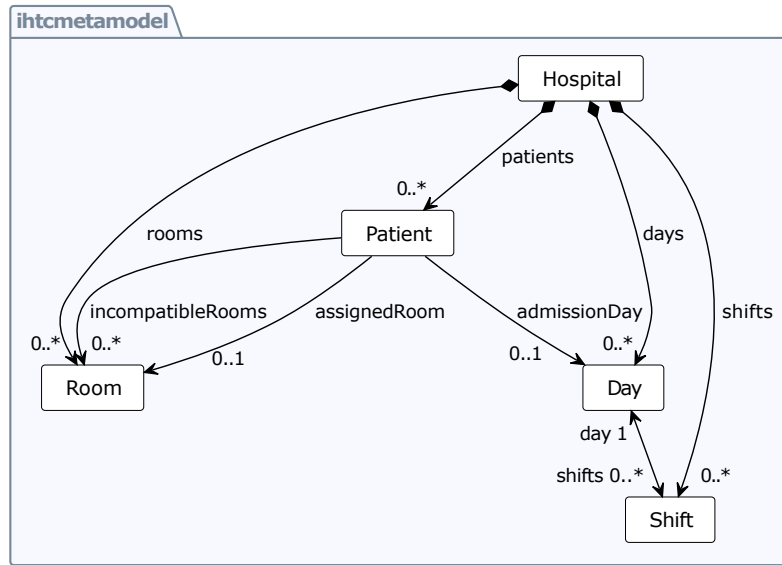 ihtcmetamodel
Hospital
patients
0..*
Patient
rooms
days
incompatibleRooms
assignedRoom
admissionDay
shifts
0..*
0..*
0..1
0..1
0..*
Room
Day
day 1
shifts 0..*
0..*
Shift